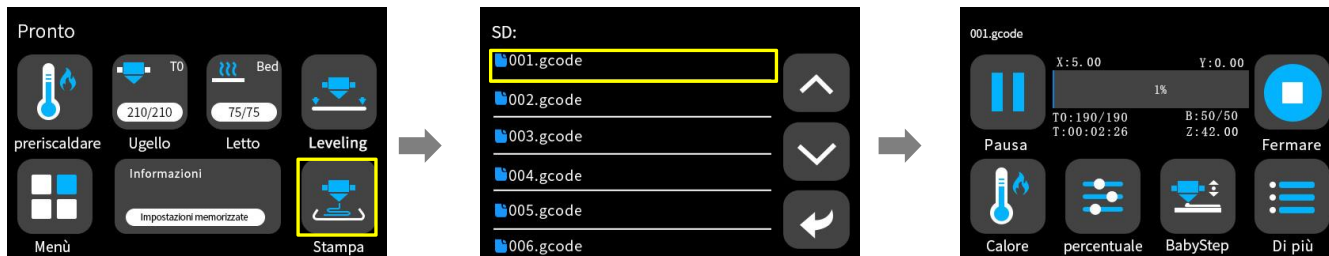 Pronto
T0
Bed
210/210
75/75
preriscaldare
Ugello
Letto
Leveling
Informazioni
Impostazioni memorizzate
Menù
Stampa
SD:
001.gcode
002.gcode
003.gcode
004.gcode
005.gcode
006.gcode
001.gcode
X:5.00 Y:0.00
1%
T0:190/190 B:50/50
T:00:02:26 Z:42.00
Pausa
Fermare
Calore
percentuale
BabyStep
Di più